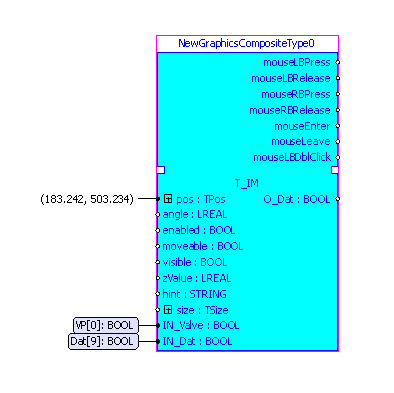 NewGraphicsCompositeType0
mouseLBPress
mouseLBRelease
mouseRBPress
mouseRBRelease
mouseEnter
mouseLeave
mouseLBDblClick
T_IM
(183.242, 503.234) pos : TPos O_Dat : BOOL
angle : LREAL
enabled : BOOL
moveable : BOOL
visible : BOOL
zValue : LREAL
hint : STRING
size : TSize
VP[0]: BOOL IN_Valve : BOOL
Dat[9]: BOOL IN_Dat : BOOL